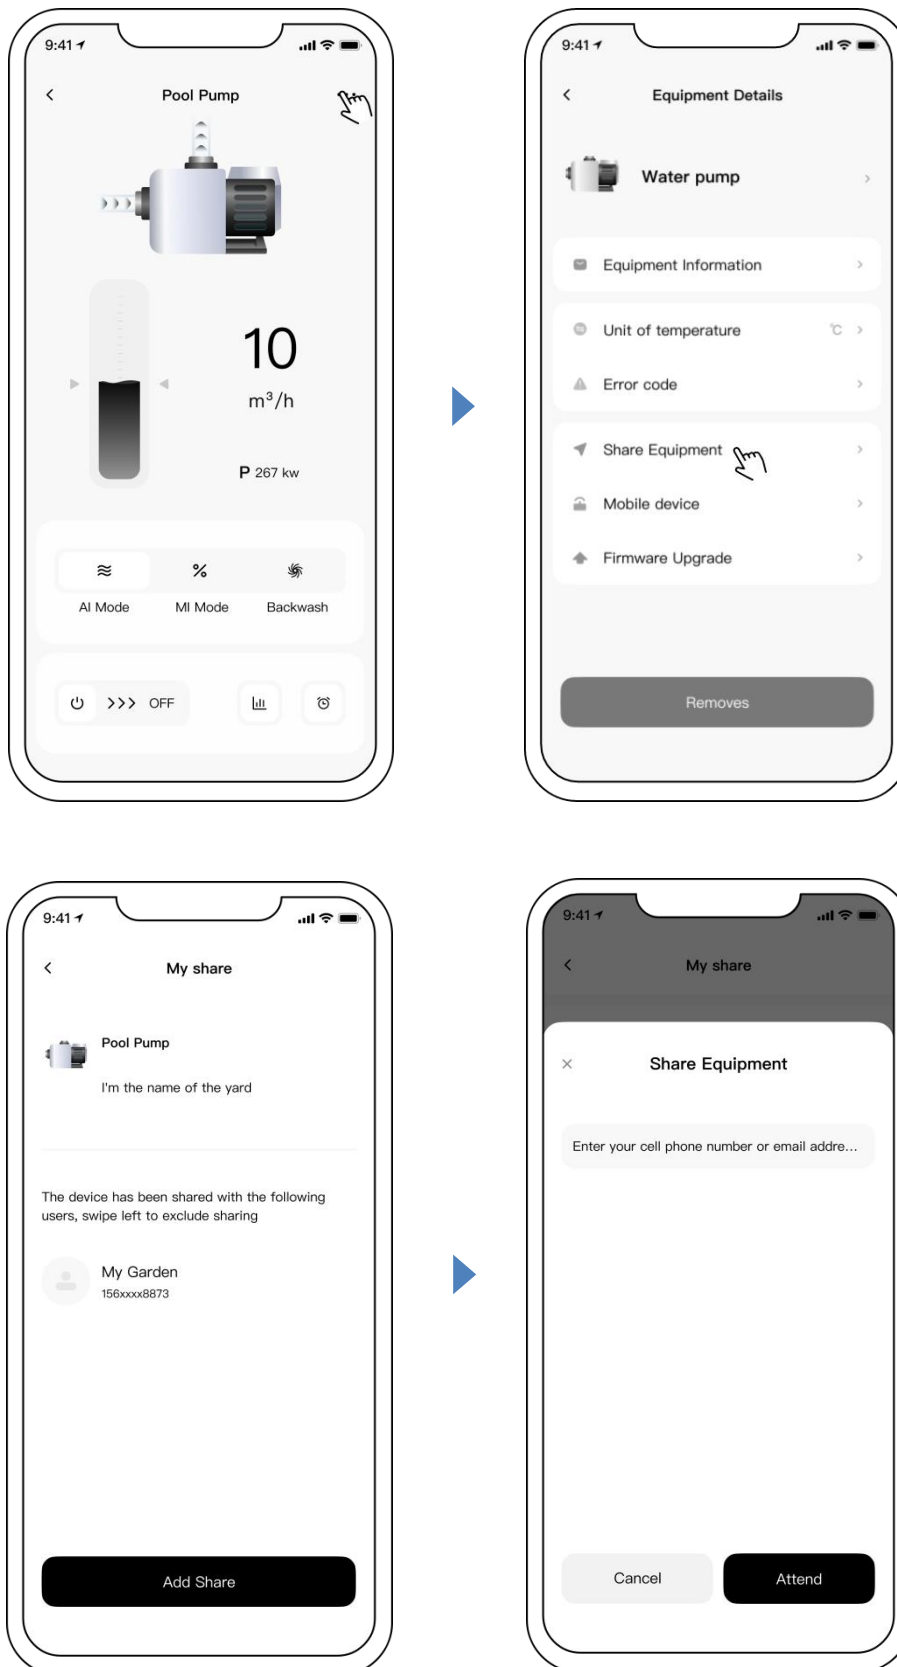 9:41
Pool Pump
10
m³/h
P 267 kw
AI Mode
MI Mode
Backwash
>>> OFF
9:41
Equipment Details
Water pump
Equipment Information
Unit of temperature
°C
Error code
Share Equipment
Mobile device
Firmware Upgrade
Removes
9:41
My share
Pool Pump
I'm the name of the yard
The device has been shared with the following
users, swipe left to exclude sharing
My Garden
156xxxx8873
Add Share
9:41
My share
Share Equipment
Enter your cell phone number or email addre...
Cancel
Attend